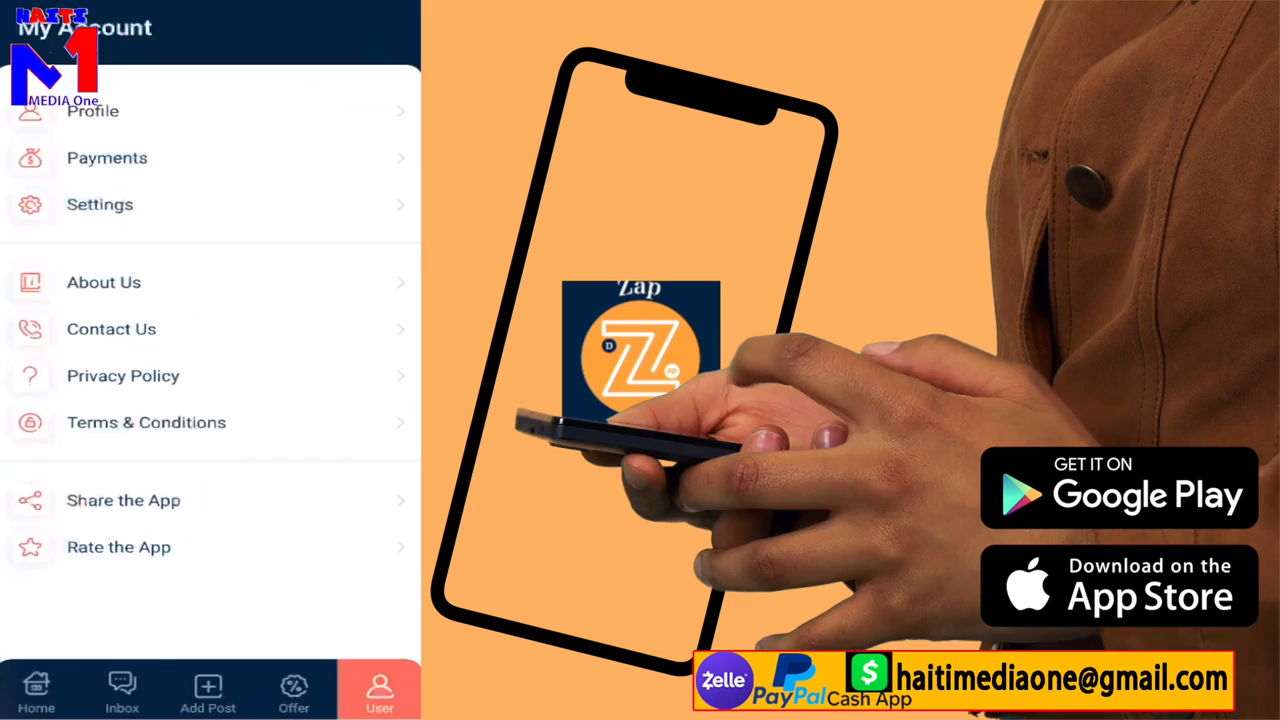 HAITI
My Account
M1
MEDIA One
Profile
Payments
Settings
About Us
Contact Us
Privacy Policy
Terms & Conditions
Share the App
Rate the App
Home
Inbox
Add Post
Offer
User
Zap
D
Z
zap
GET IT ON
Google Play
Download on the
App Store
Zelle
PayPal
$
Cash App
haitimediaone@gmail.com